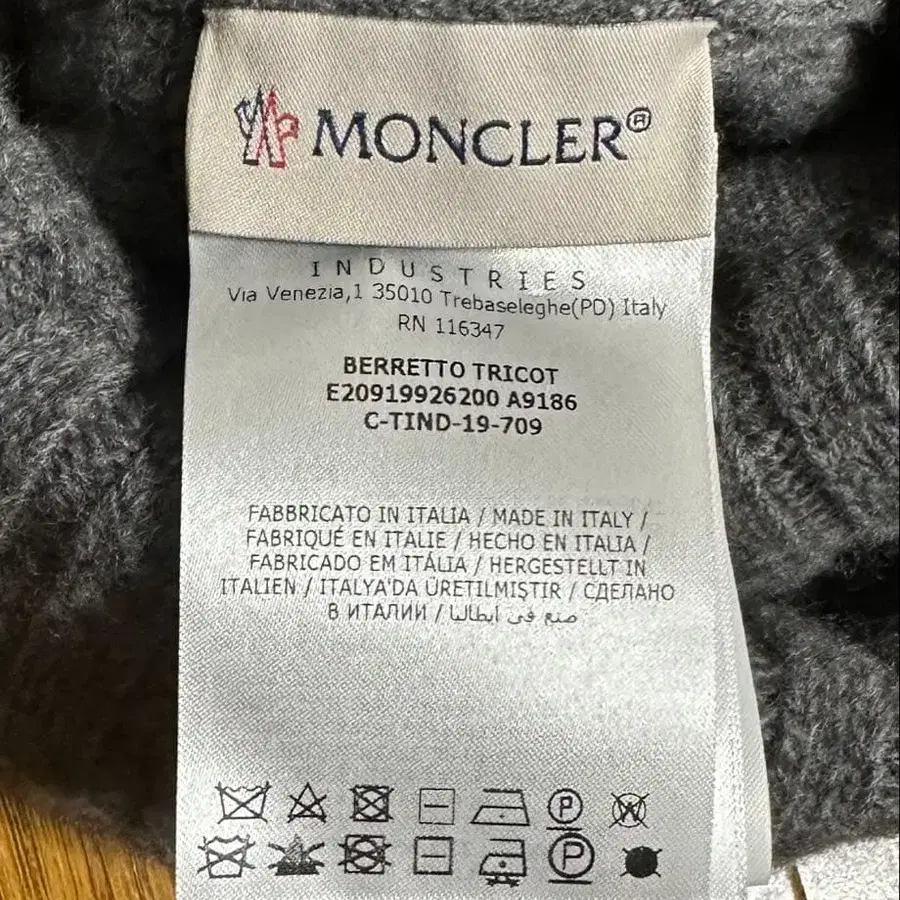 MONCLER®
INDUSTRIES
Via Venezia,1 35010 Trebaseleghe(PD) Italy
RN 116347
BERRETTO TRICOT
E20919926200 A9186
C-TIND-19-709
FABBRICATO IN ITALIA / MADE IN ITALY /
FABRIQUÉ EN ITALIE / HECHO EN ITALIA /
FABRICADO EM ITÁLIA / HERGESTELLT IN
ITALIEN / ITALYA'DA ÜRETILMIŞTIR / СДЕЛАНО
В ИТАЛИИ / صنع في ايطاليا
P W
P